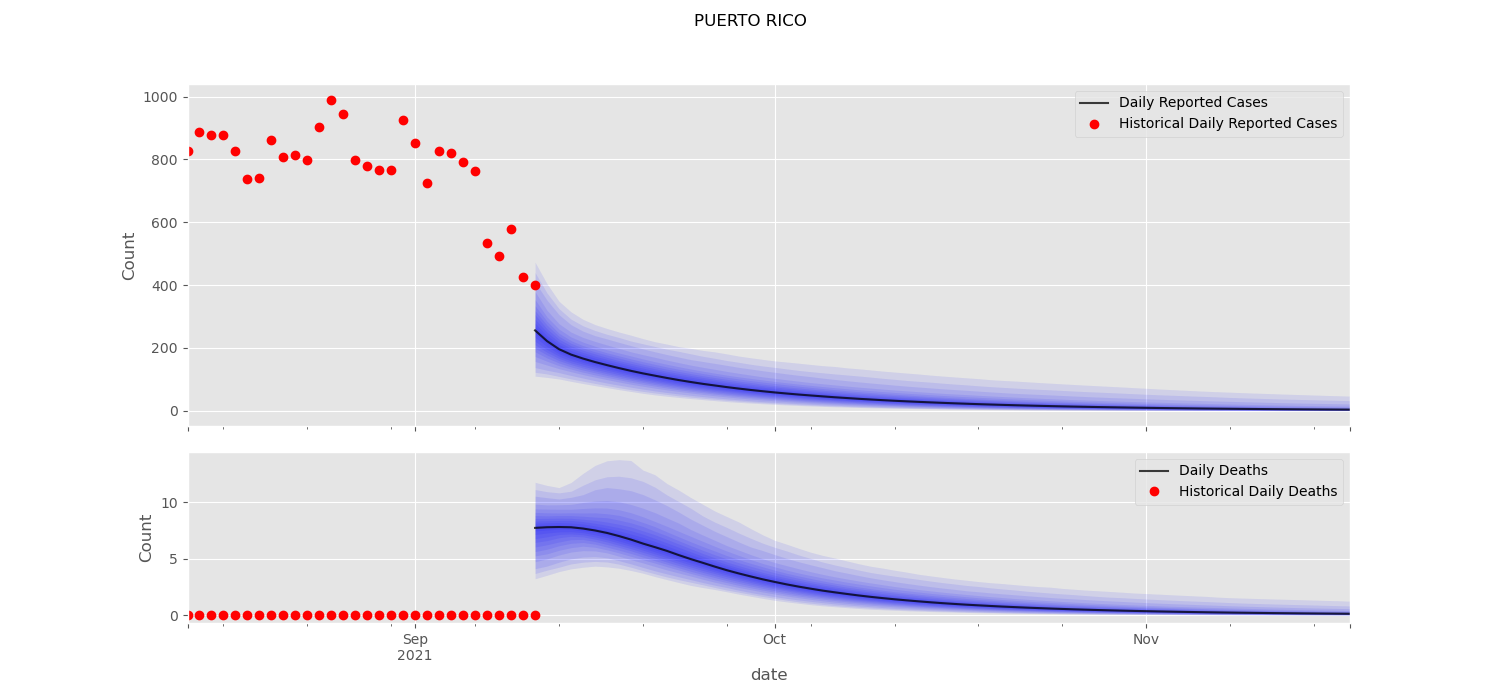 PUERTO RICO
1000
800
600
400
200
0
Count
Daily Reported Cases
Historical Daily Reported Cases
10
5
0
Count
Daily Deaths
Historical Daily Deaths
Sep
2021
Oct
Nov
date